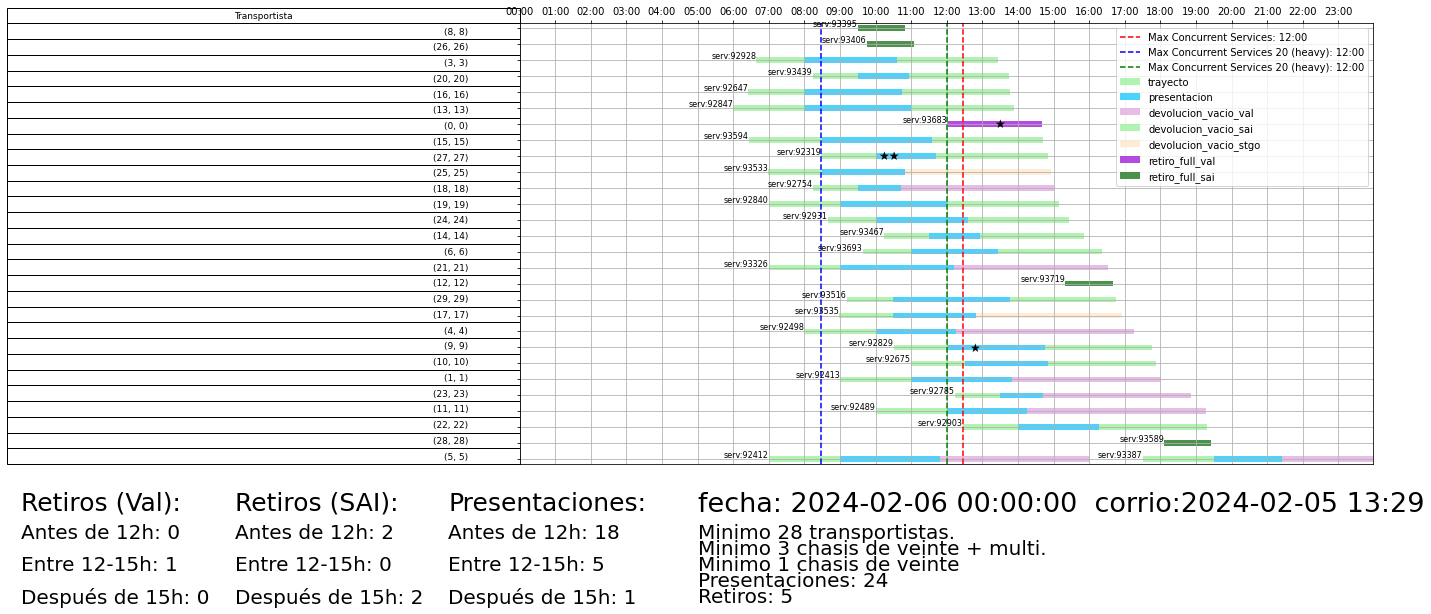 Transportista
00:00 01:00 02:00 03:00 04:00 05:00 06:00 07:00 08:00 09:00 10:00 11:00 12:00 13:00 14:00 15:00 16:00 17:00 18:00 19:00 20:00 21:00 22:00 23:00
(8, 8) serv:93395
(26, 26) serv:93406
(3, 3) serv:92928
(20, 20) serv:93439
(16, 16) serv:92647
(13, 13) serv:92847
(0, 0) serv:93683
(15, 15) serv:93594
(27, 27) serv:92319
(25, 25) serv:93533
(18, 18) serv:92754
(19, 19) serv:92840
(24, 24) serv:92931
(14, 14) serv:93467
(6, 6) serv:93693
(21, 21) serv:93326
(12, 12) serv:93719
(29, 29) serv:93516
(17, 17) serv:93535
(4, 4) serv:92498
(9, 9) serv:92829
(10, 10) serv:92675
(1, 1) serv:92413
(23, 23) serv:92785
(11, 11) serv:92489
(22, 22) serv:92903
(28, 28) serv:93589
(5, 5) serv:92412 serv:93387
Max Concurrent Services: 12:00
Max Concurrent Services 20 (heavy): 12:00
Max Concurrent Services 20 (heavy): 12:00
trayecto
presentacion
devolucion_vacio_val
devolucion_vacio_sai
devolucion_vacio_stgo
retiro_full_val
retiro_full_sai
Retiros (Val):
Antes de 12h: 0
Entre 12-15h: 1
Después de 15h: 0
Retiros (SAI):
Antes de 12h: 2
Entre 12-15h: 0
Después de 15h: 2
Presentaciones:
Antes de 12h: 18
Entre 12-15h: 5
Después de 15h: 1
fecha: 2024-02-06 00:00:00 corrio:2024-02-05 13:29
Minimo 28 transportistas.
Minimo 3 chasis de veinte + multi.
Minimo 1 chasis de veinte
Presentaciones: 24
Retiros: 5